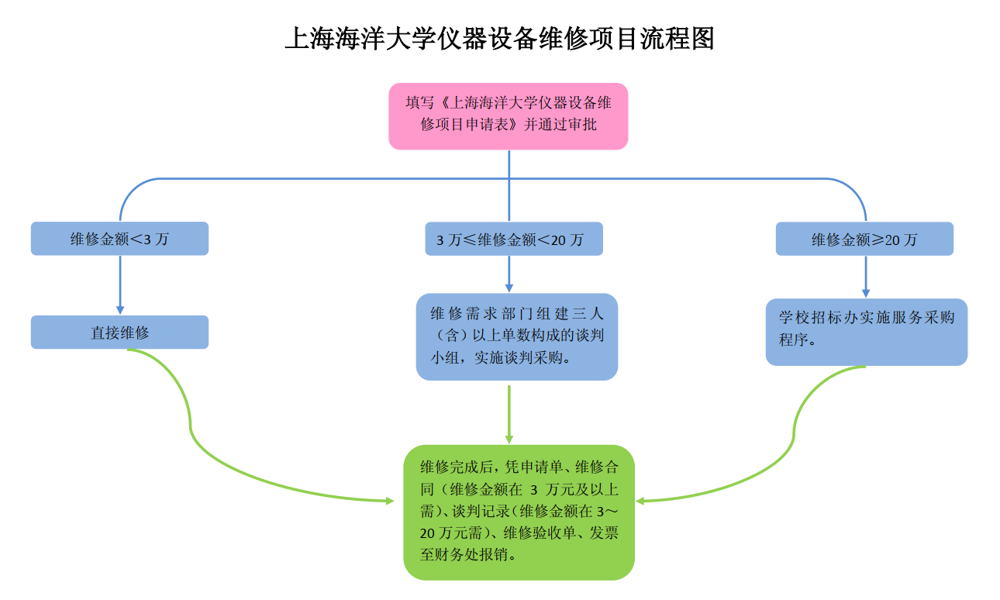 上海海洋大学仪器设备维修项目流程图
填写《上海海洋大学仪器设备维
修项目申请表》并通过审批
维修金额＜3 万
3 万≤维修金额＜20 万
维修金额≥20 万
直接维修
维修需求部门组建三人
（含）以上单数构成的谈判
小组，实施谈判采购。
学校招标办实施服务采购
程序。
维修完成后，凭申请单、维修合
同（维修金额在 3 万元及以上
需）、谈判记录（维修金额在 3～
20 万元需）、维修验收单、发票
至财务处报销。